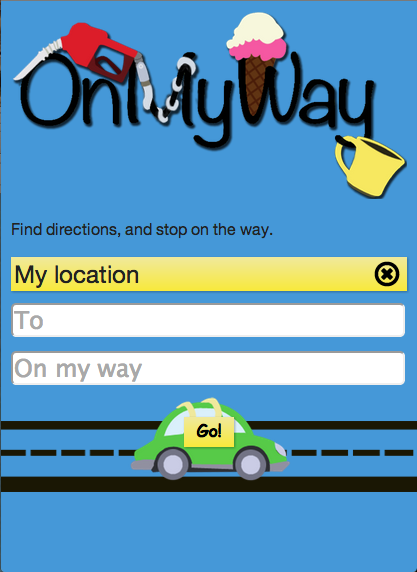 OnMyWay
Find directions, and stop on the way.
My location
To
On my way
Go!